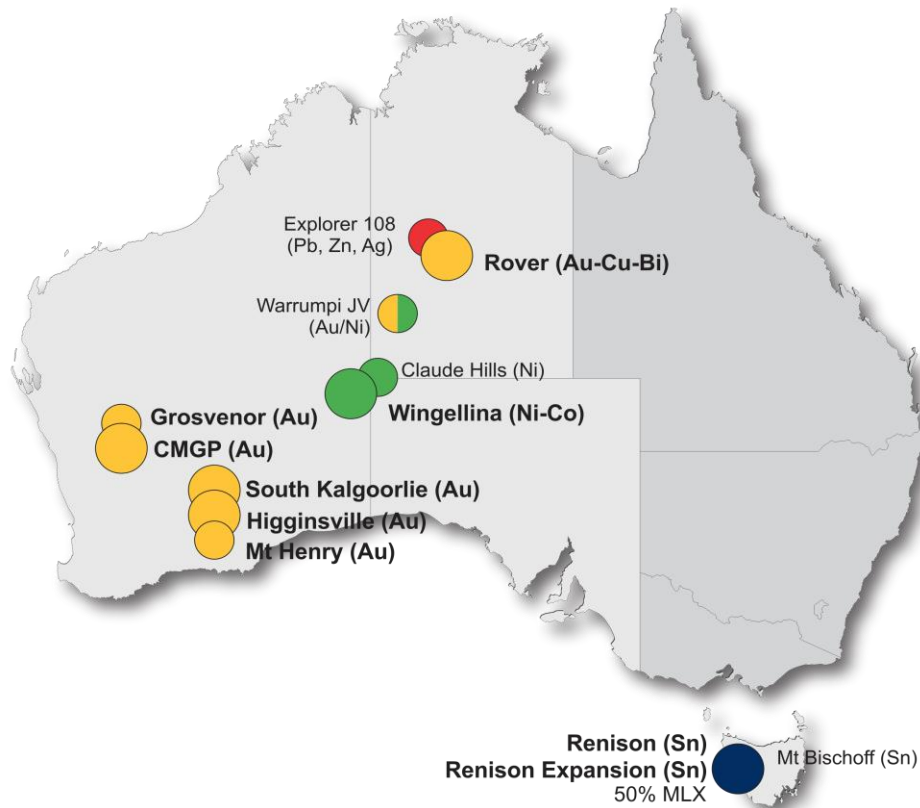 Explorer 108
(Pb, Zn, Ag)
Rover (Au-Cu-Bi)
Warrumpi JV
(Au/Ni)
Claude Hills (Ni)
Wingellina (Ni-Co)
Grosvenor (Au)
CMGP (Au)
South Kalgoorlie (Au)
Higginsville (Au)
Mt Henry (Au)
Renison (Sn)
Mt Bischoff (Sn)
Renison Expansion (Sn)
50% MLX